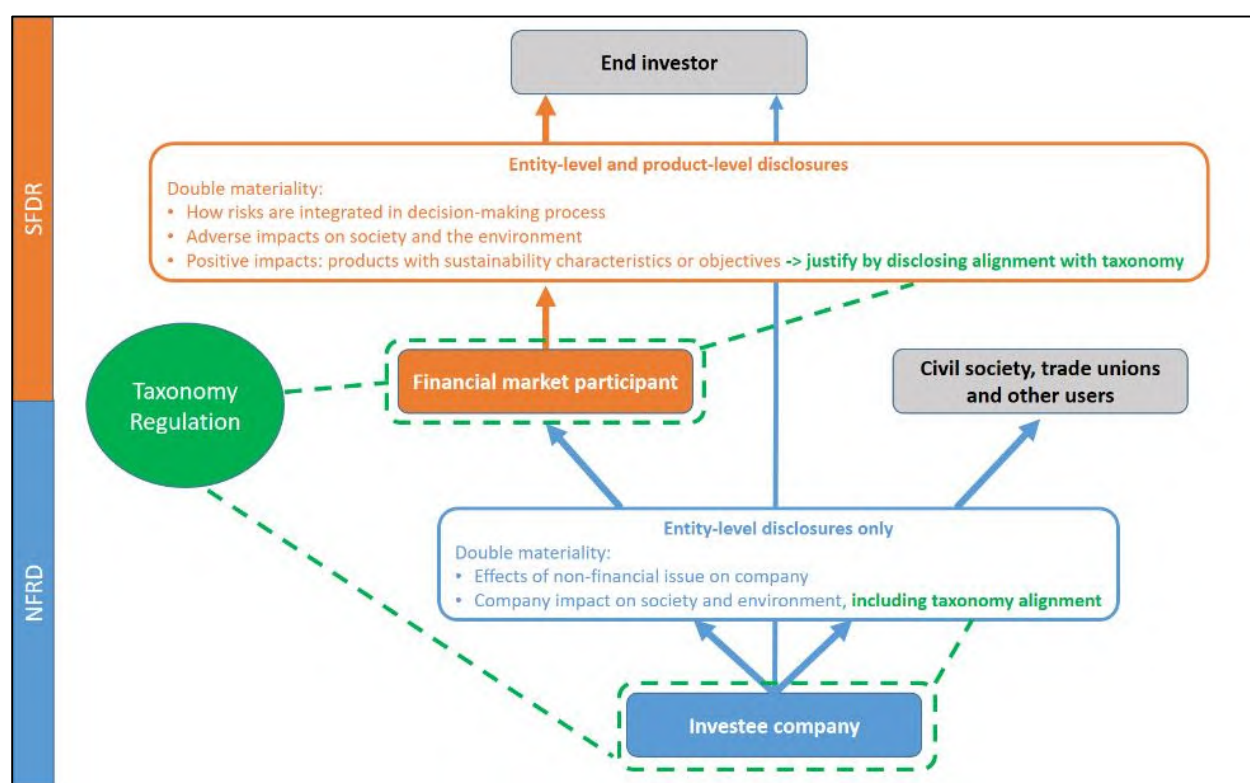 SFDR
NFRD
End investor
Entity-level and product-level disclosures
Double materiality:
• How risks are integrated in decision-making process
• Adverse impacts on society and the environment
• Positive impacts: products with sustainability characteristics or objectives -> justify by disclosing alignment with taxonomy
Taxonomy
Regulation
Financial market participant
Civil society, trade unions
and other users
Entity-level disclosures only
Double materiality:
• Effects of non-financial issue on company
• Company impact on society and environment, including taxonomy alignment
Investee company